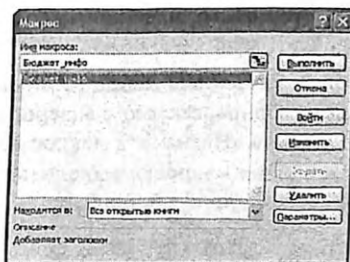 Макрос
Имя макроса:
Бюджет_инфо
Бюджет_инфо
Выполнить
Отмена
Войти
Изменить
Создать
Удалить
Параметры...
Находится в: Все открытые книги
Описание
Добавляет заголовки